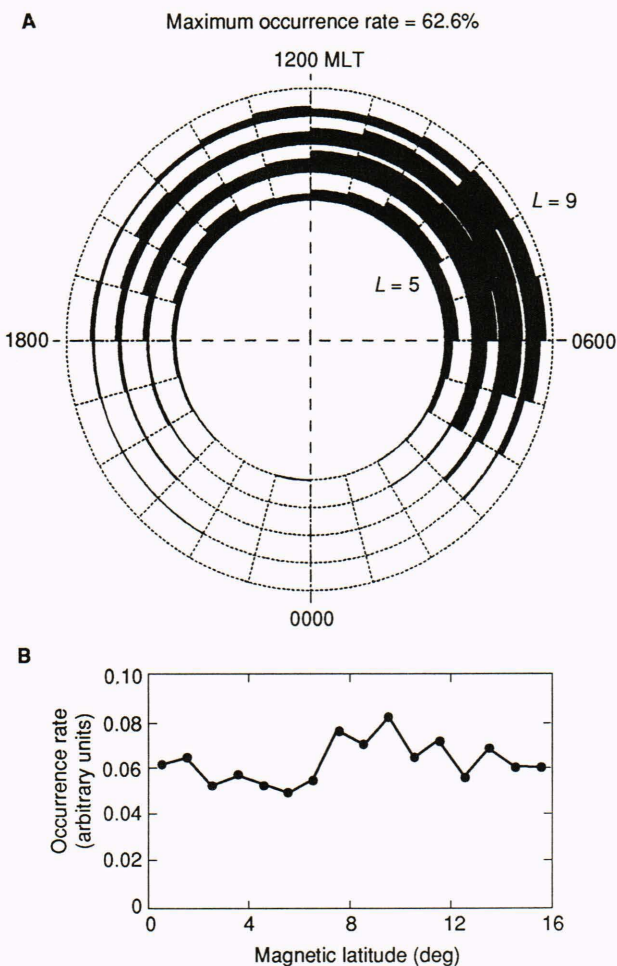 A
Maximum occurrence rate = 62.6%
1200 MLT
L = 9
L = 5
1800
0600
0000
B
0.10
0.08
0.06
0.04
0.02
0
Occurrence rate
(arbitrary units)
0 4 8 12 16
Magnetic latitude (deg)